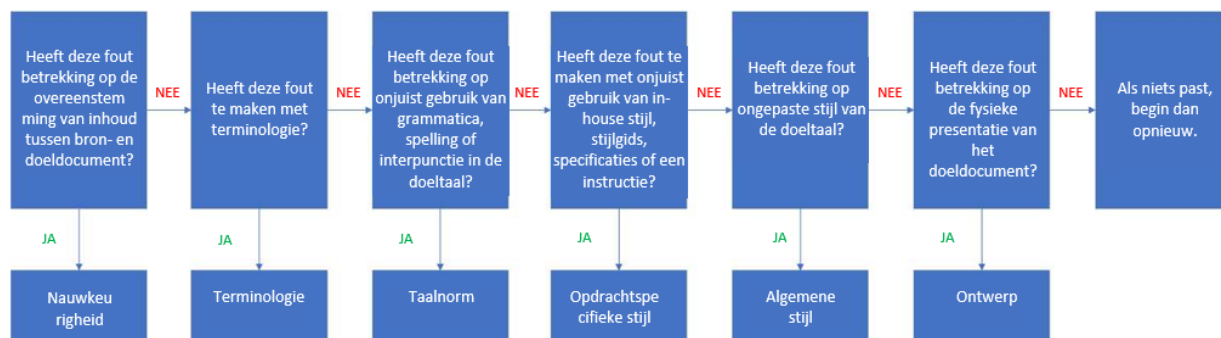 Heeft deze fout
betrekking op de
overeenstem
ming van inhoud
tussen bron- en
doeldocument?
NEE
Heeft deze fout
te maken met
terminologie?
NEE
Heeft deze fout
betrekking op
onjuist gebruik van
grammatica,
spelling of
interpunctie in de
doeltaal?
NEE
Heeft deze fout te
maken met onjuist
gebruik van in-
house stijl,
stijlgids,
specificaties of een
instructie?
NEE
Heeft deze fout
betrekking op
ongepaste stijl van
de doeltaal?
NEE
Heeft deze fout
betrekking op
de fysieke
presentatie van
het
doeldocument?
NEE
Als niets past,
begin dan
opnieuw.
JA
JA
JA
JA
JA
JA
Nauwkeu
righeid
Terminologie
Taalnorm
Opdrachtspe
cifieke stijl
Algemene
stijl
Ontwerp